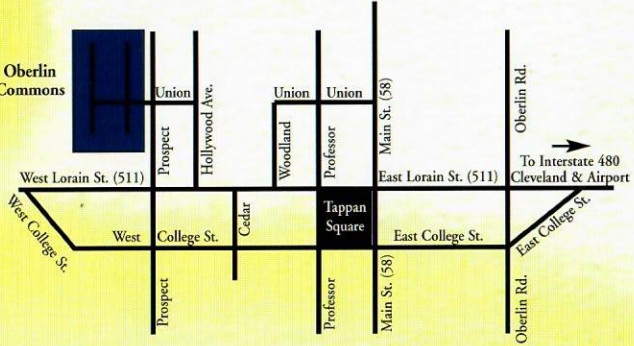 Oberlin
Commons
Union
Union
Union
Prospect
Hollywood Ave.
Woodland
Professor
Main St. (58)
Oberlin Rd.
To Interstate 480
Cleveland & Airport
West Lorain St. (511)
East Lorain St. (511)
West College St.
Cedar
Tappan
Square
East College St.
West College St.
East College St.
Prospect
Professor
Main St. (58)
Oberlin Rd.